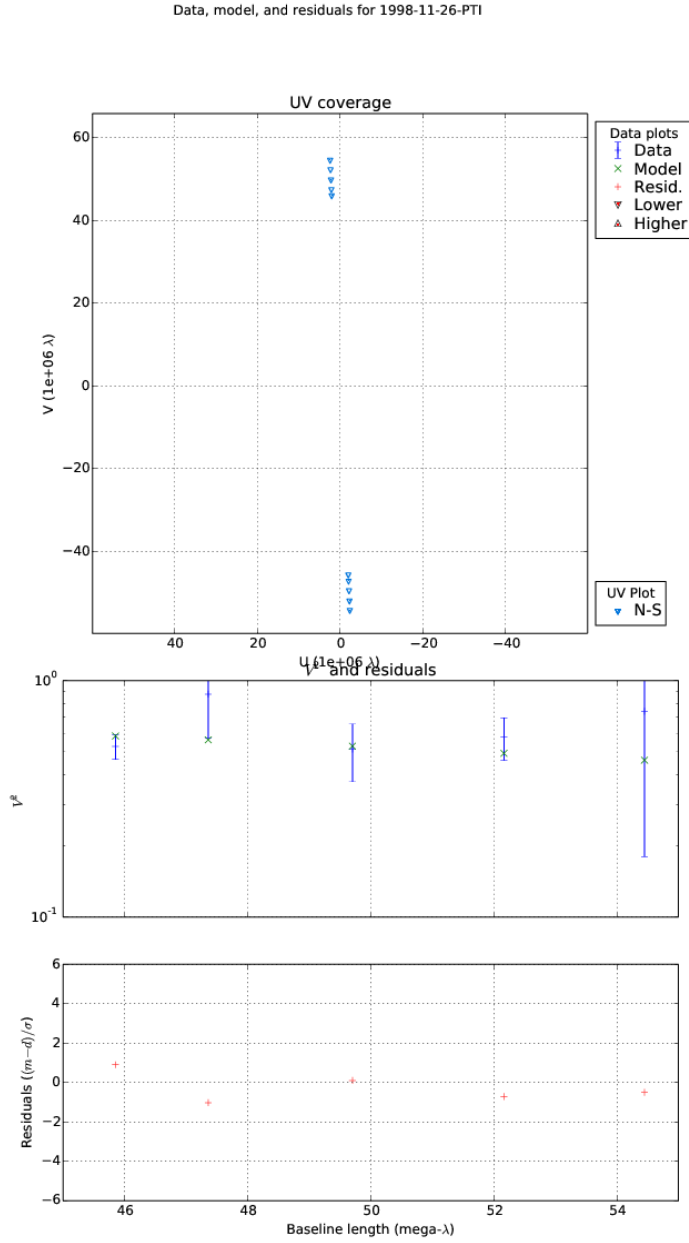 Data, model, and residuals for 1998-11-26-PTI
UV coverage
60
40
20
0
−20
−40
V (1e+06 λ)
40
20
0
−20
−40
U (1e+06 λ)
Data plots
Data
Model
Resid.
Lower
Higher
UV Plot
N-S
V² and residuals
10⁰
10⁻¹
V²
6
4
2
0
−2
−4
−6
Residuals ((m−d)/σ)
46
48
50
52
54
Baseline length (mega-λ)